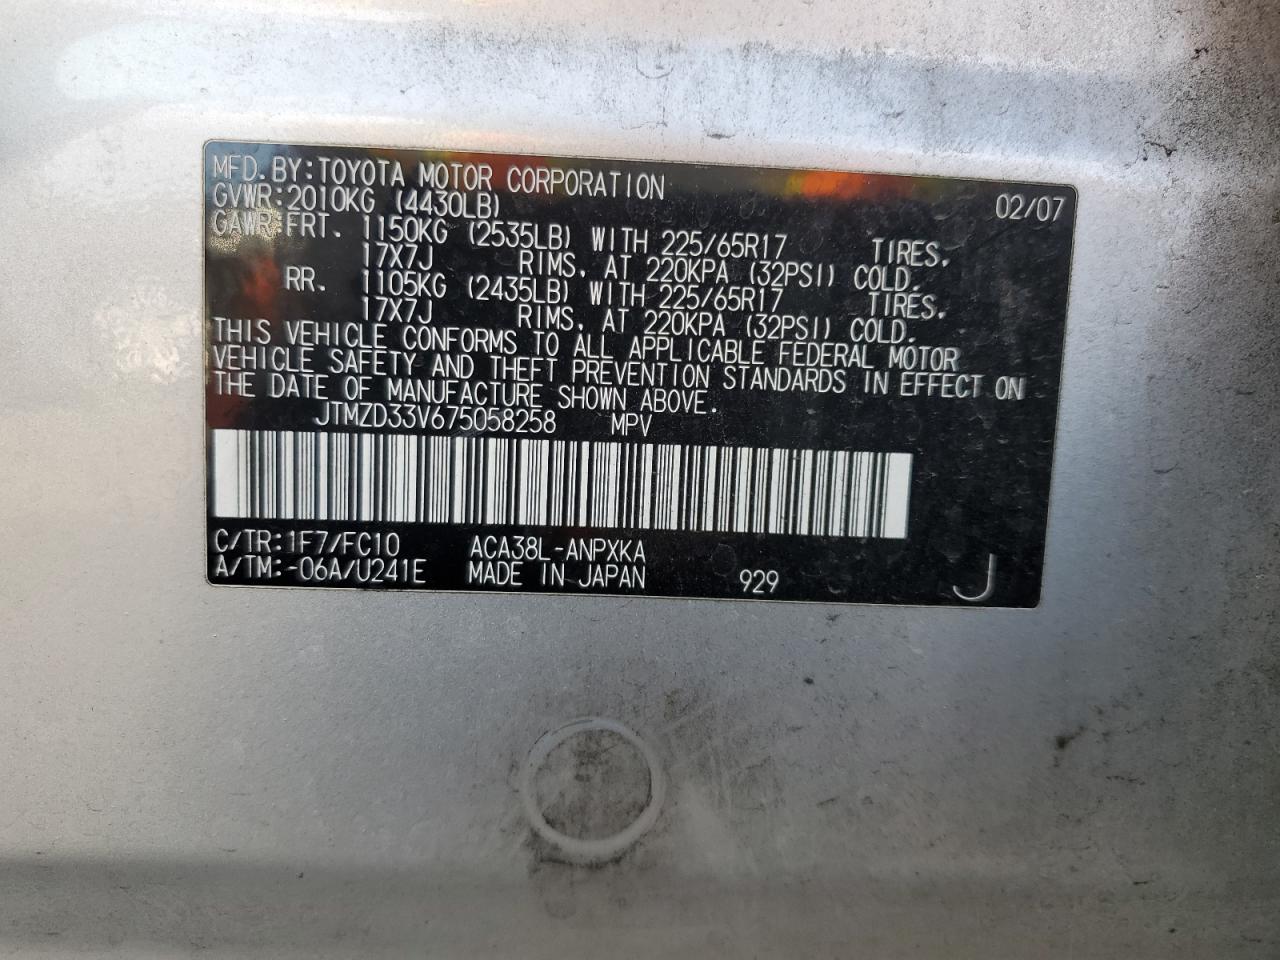 MFD.BY:TOYOTA MOTOR CORPORATION 02/07
GVWR:2010KG (4430LB)
GAWR:FRT. 1150KG (2535LB) WITH 225/65R17 TIRES.
17X7J RIMS, AT 220KPA (32PSI) COLD.
RR. 1105KG (2435LB) WITH 225/65R17 TIRES.
17X7J RIMS, AT 220KPA (32PSI) COLD.
THIS VEHICLE CONFORMS TO ALL APPLICABLE FEDERAL MOTOR
VEHICLE SAFETY AND THEFT PREVENTION STANDARDS IN EFFECT ON
THE DATE OF MANUFACTURE SHOWN ABOVE.
JTMZD33V675058258 MPV
C/TR:1F7/FC10 ACA38L-ANPXKA
A/TM:-06A/U241E MADE IN JAPAN 929 J